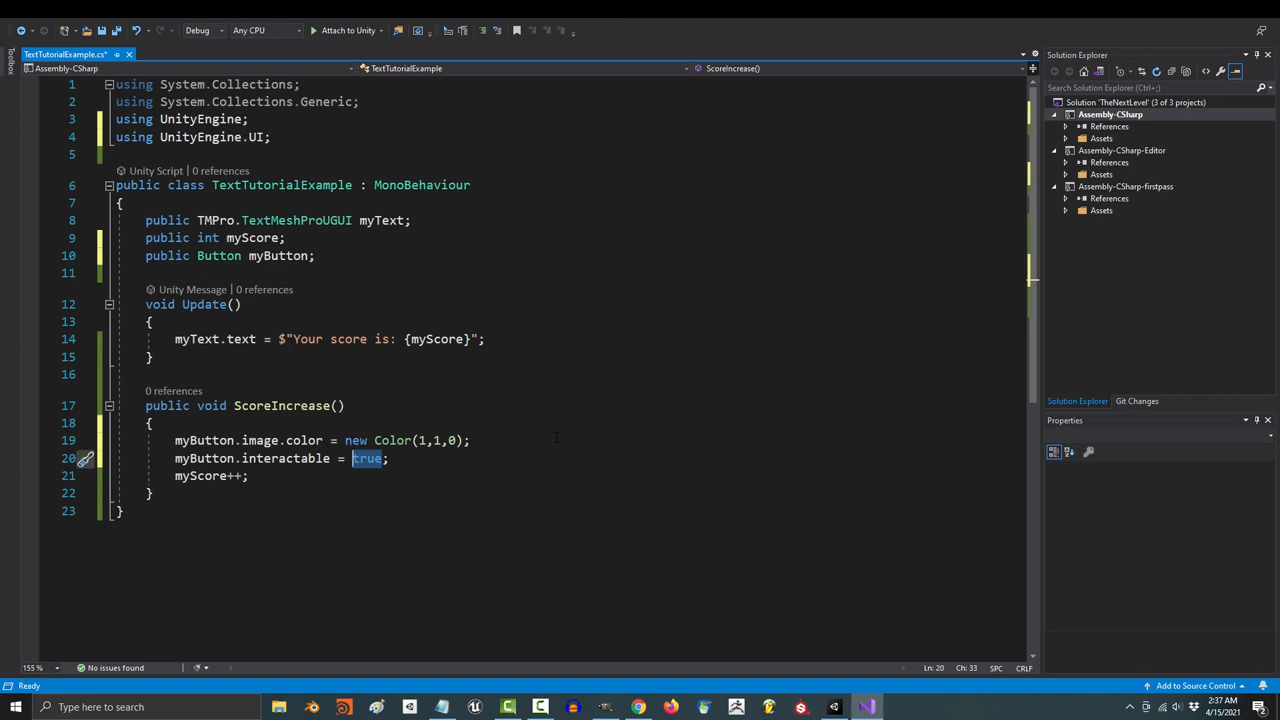 Debug
Any CPU
Attach to Unity
Toolbox
TextTutorialExample.cs*
Assembly-CSharp
TextTutorialExample
ScoreIncrease()
1 using System.Collections;
2 using System.Collections.Generic;
3 using UnityEngine;
4 using UnityEngine.UI;
5
Unity Script | 0 references
6 public class TextTutorialExample : MonoBehaviour
7 {
8 public TMPro.TextMeshProUGUI myText;
9 public int myScore;
10 public Button myButton;
11
Unity Message | 0 references
12 void Update()
13 {
14 myText.text = $"Your score is: {myScore}";
15 }
16
0 references
17 public void ScoreIncrease()
18 {
19 myButton.image.color = new Color(1,1,0);
20 myButton.interactable = true;
21 myScore++;
22 }
23 }
Solution Explorer
Search Solution Explorer (Ctrl+;)
Solution 'TheNextLevel' (3 of 3 projects)
Assembly-CSharp
References
Assets
Assembly-CSharp-Editor
References
Assets
Assembly-CSharp-firstpass
References
Assets
Solution Explorer
Git Changes
Properties
155 %
No issues found
Ln: 20
Ch: 33
SPC
CRLF
Ready
Add to Source Control
Type here to search
2:37 AM
4/15/2021